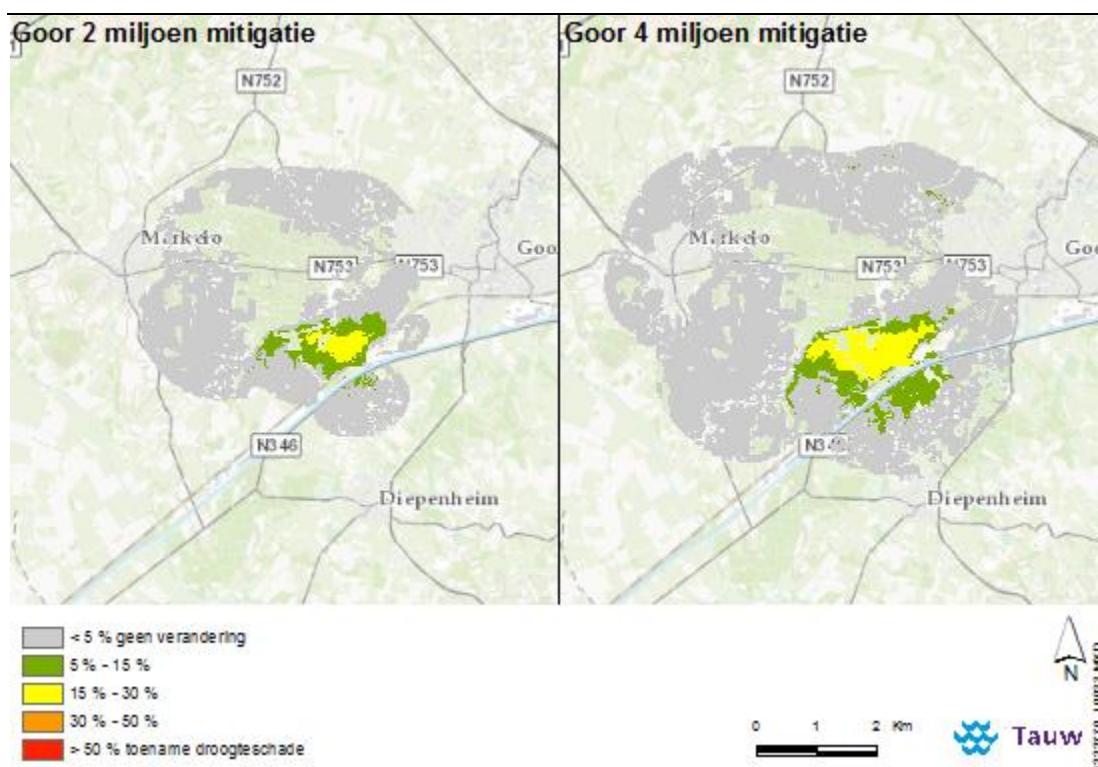 Goor 2 miljoen mitigatie
N752
Markelo
N753
N753
N346
Diepenheim
Goor 4 miljoen mitigatie
N752
Markelo
N753
N753
Diepenheim
< 5 % geen verandering
5 % - 15 %
15 % - 30 %
30 % - 50 %
> 50 % toename droogteschade
0 1 2 Km
N
Tauw